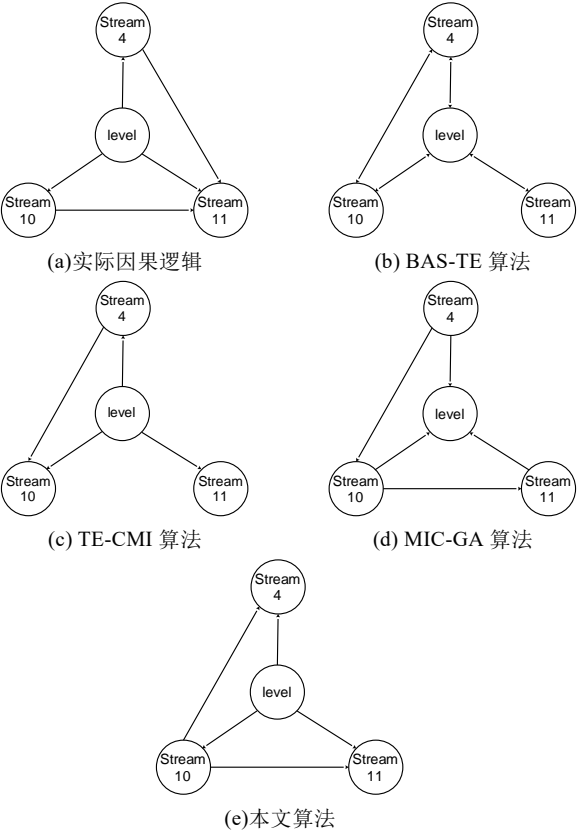 Stream
4
level
Stream
10
Stream
11
(a)实际因果逻辑
Stream
4
level
Stream
10
Stream
11
(b) BAS-TE 算法
Stream
4
level
Stream
10
Stream
11
(c) TE-CMI 算法
Stream
4
level
Stream
10
Stream
11
(d) MIC-GA 算法
Stream
4
level
Stream
10
Stream
11
(e)本文算法